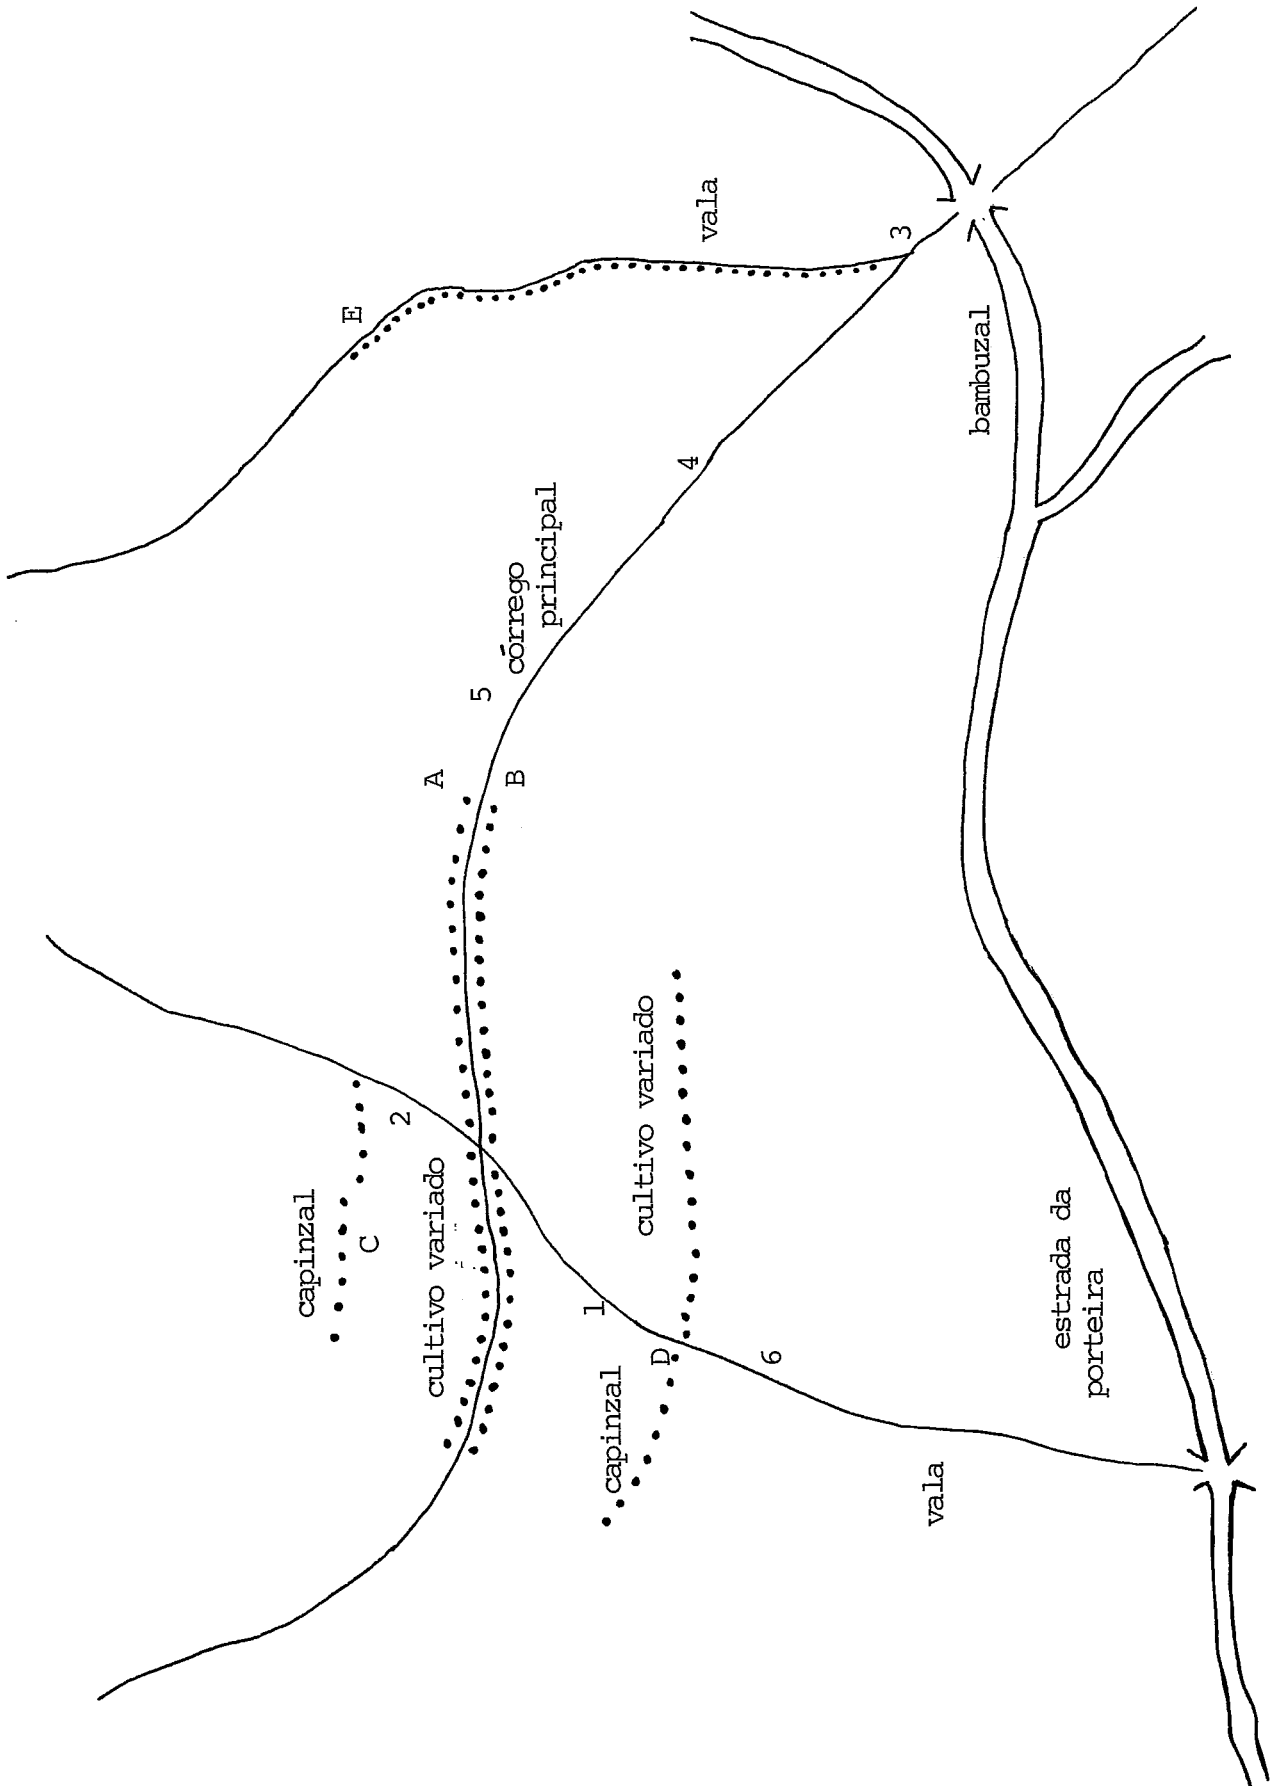 capinzal
C
cultivo variado
2
A
5
B
córrego
principal
E
vala
4
3
capinzal
D
1
cultivo variado
6
vala
estrada da
porteira
bambuzal